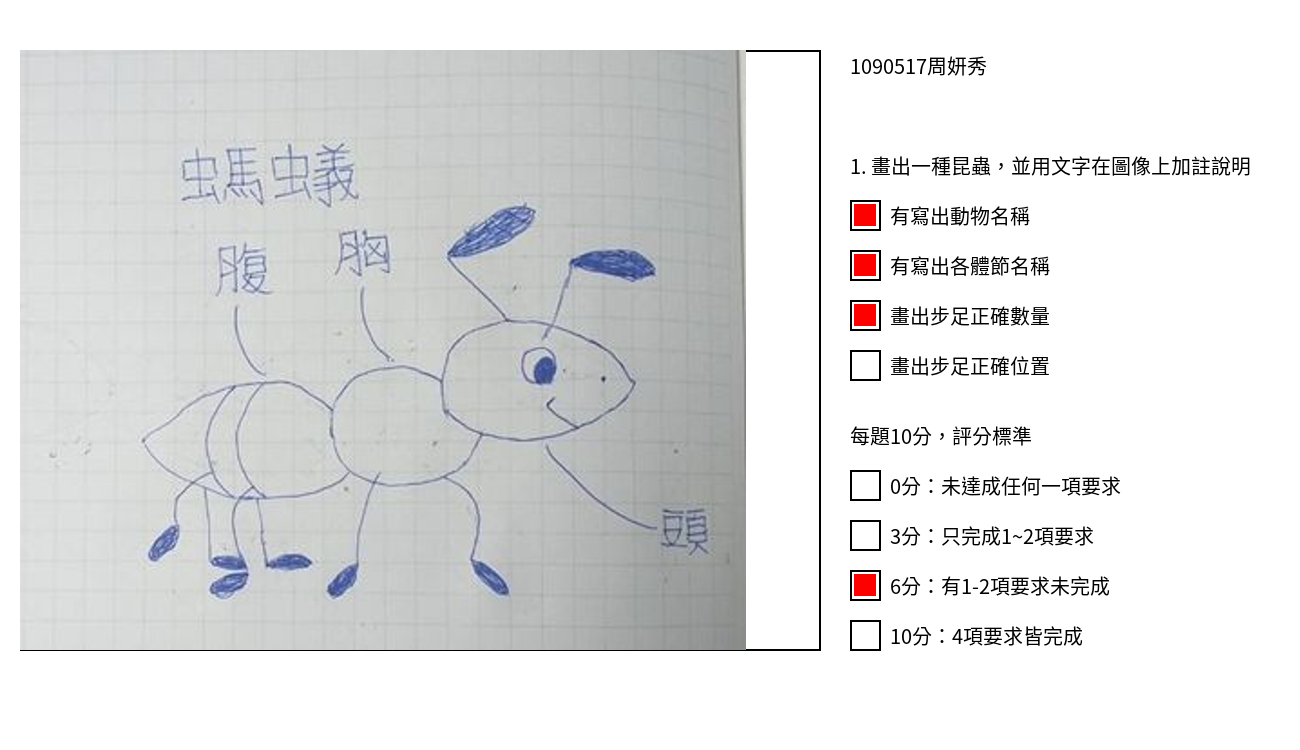 螞蟻
腹
胸
頭
1090517周妍秀
1. 畫出一種昆蟲，並用文字在圖像上加註說明
有寫出動物名稱
有寫出各體節名稱
畫出步足正確數量
畫出步足正確位置
每題10分，評分標準
0分：未達成任何一項要求
3分：只完成1~2項要求
6分：有1-2項要求未完成
10分：4項要求皆完成